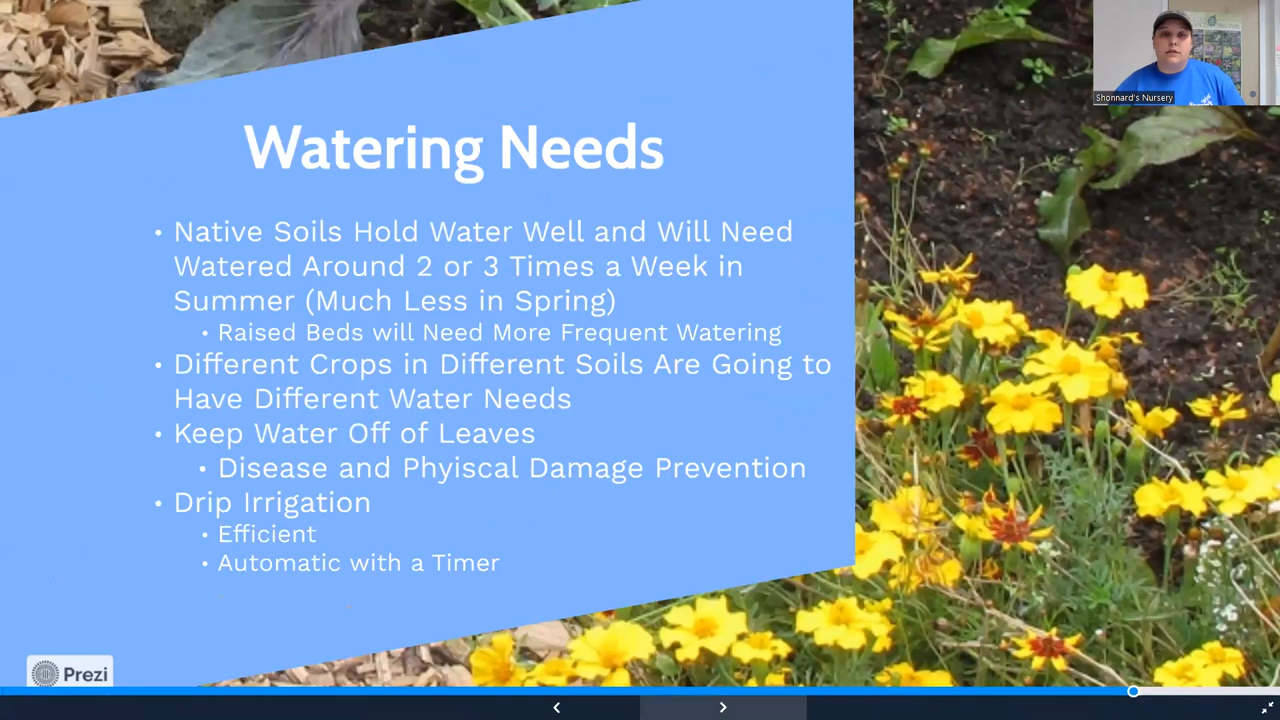 Shonnard's Nursery
Watering Needs
• Native Soils Hold Water Well and Will Need
Watered Around 2 or 3 Times a Week in
Summer (Much Less in Spring)
• Raised Beds will Need More Frequent Watering
• Different Crops in Different Soils Are Going to
Have Different Water Needs
• Keep Water Off of Leaves
• Disease and Phyiscal Damage Prevention
• Drip Irrigation
• Efficient
• Automatic with a Timer
Prezi